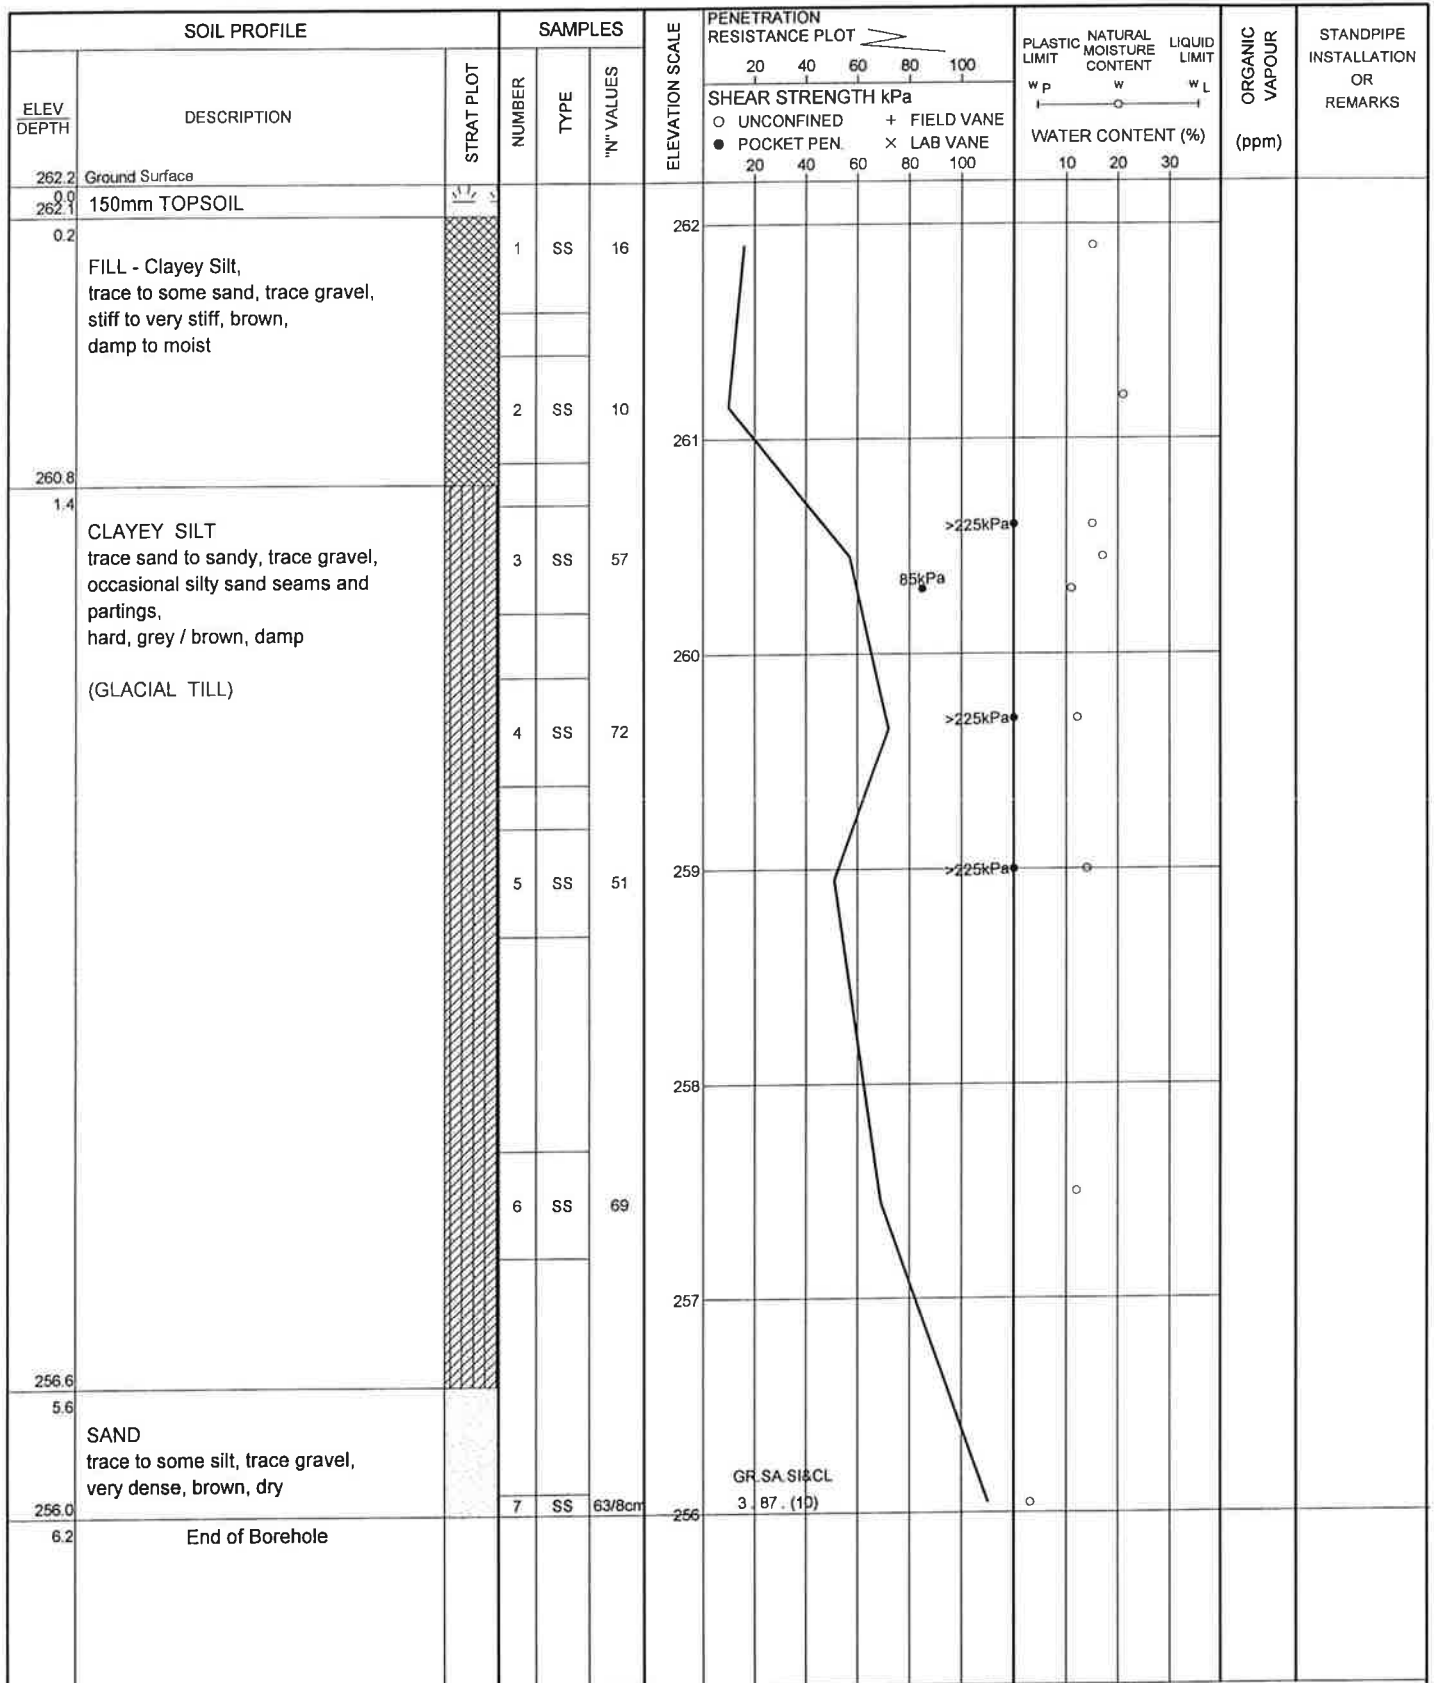 SOIL PROFILE
SAMPLES
ELEV
DEPTH
DESCRIPTION
STRAT PLOT
NUMBER
TYPE
"N" VALUES
ELEVATION SCALE
PENETRATION
RESISTANCE PLOT
20 40 60 80 100
SHEAR STRENGTH kPa
○ UNCONFINED + FIELD VANE
● POCKET PEN. × LAB VANE
20 40 60 80 100
PLASTIC LIMIT
NATURAL MOISTURE CONTENT
LIQUID LIMIT
W P W W L
WATER CONTENT (%)
10 20 30
ORGANIC VAPOUR
(ppm)
STANDPIPE
INSTALLATION
OR
REMARKS
262.2 Ground Surface
0.0
262.1 150mm TOPSOIL
0.2
FILL - Clayey Silt,
trace to some sand, trace gravel,
stiff to very stiff, brown,
damp to moist
1 SS 16
262
2 SS 10
261
260.8
1.4
CLAYEY SILT
trace sand to sandy, trace gravel,
occasional silty sand seams and
partings,
hard, grey / brown, damp
(GLACIAL TILL)
3 SS 57
>225kPa
85kPa
260
4 SS 72
>225kPa
5 SS 51
259
>225kPa
258
6 SS 69
257
256.6
5.6
SAND
trace to some silt, trace gravel,
very dense, brown, dry
7 SS 63/8cm
GR.SA.SI&CL
3 . 87 . (10)
256
256.0
6.2
End of Borehole